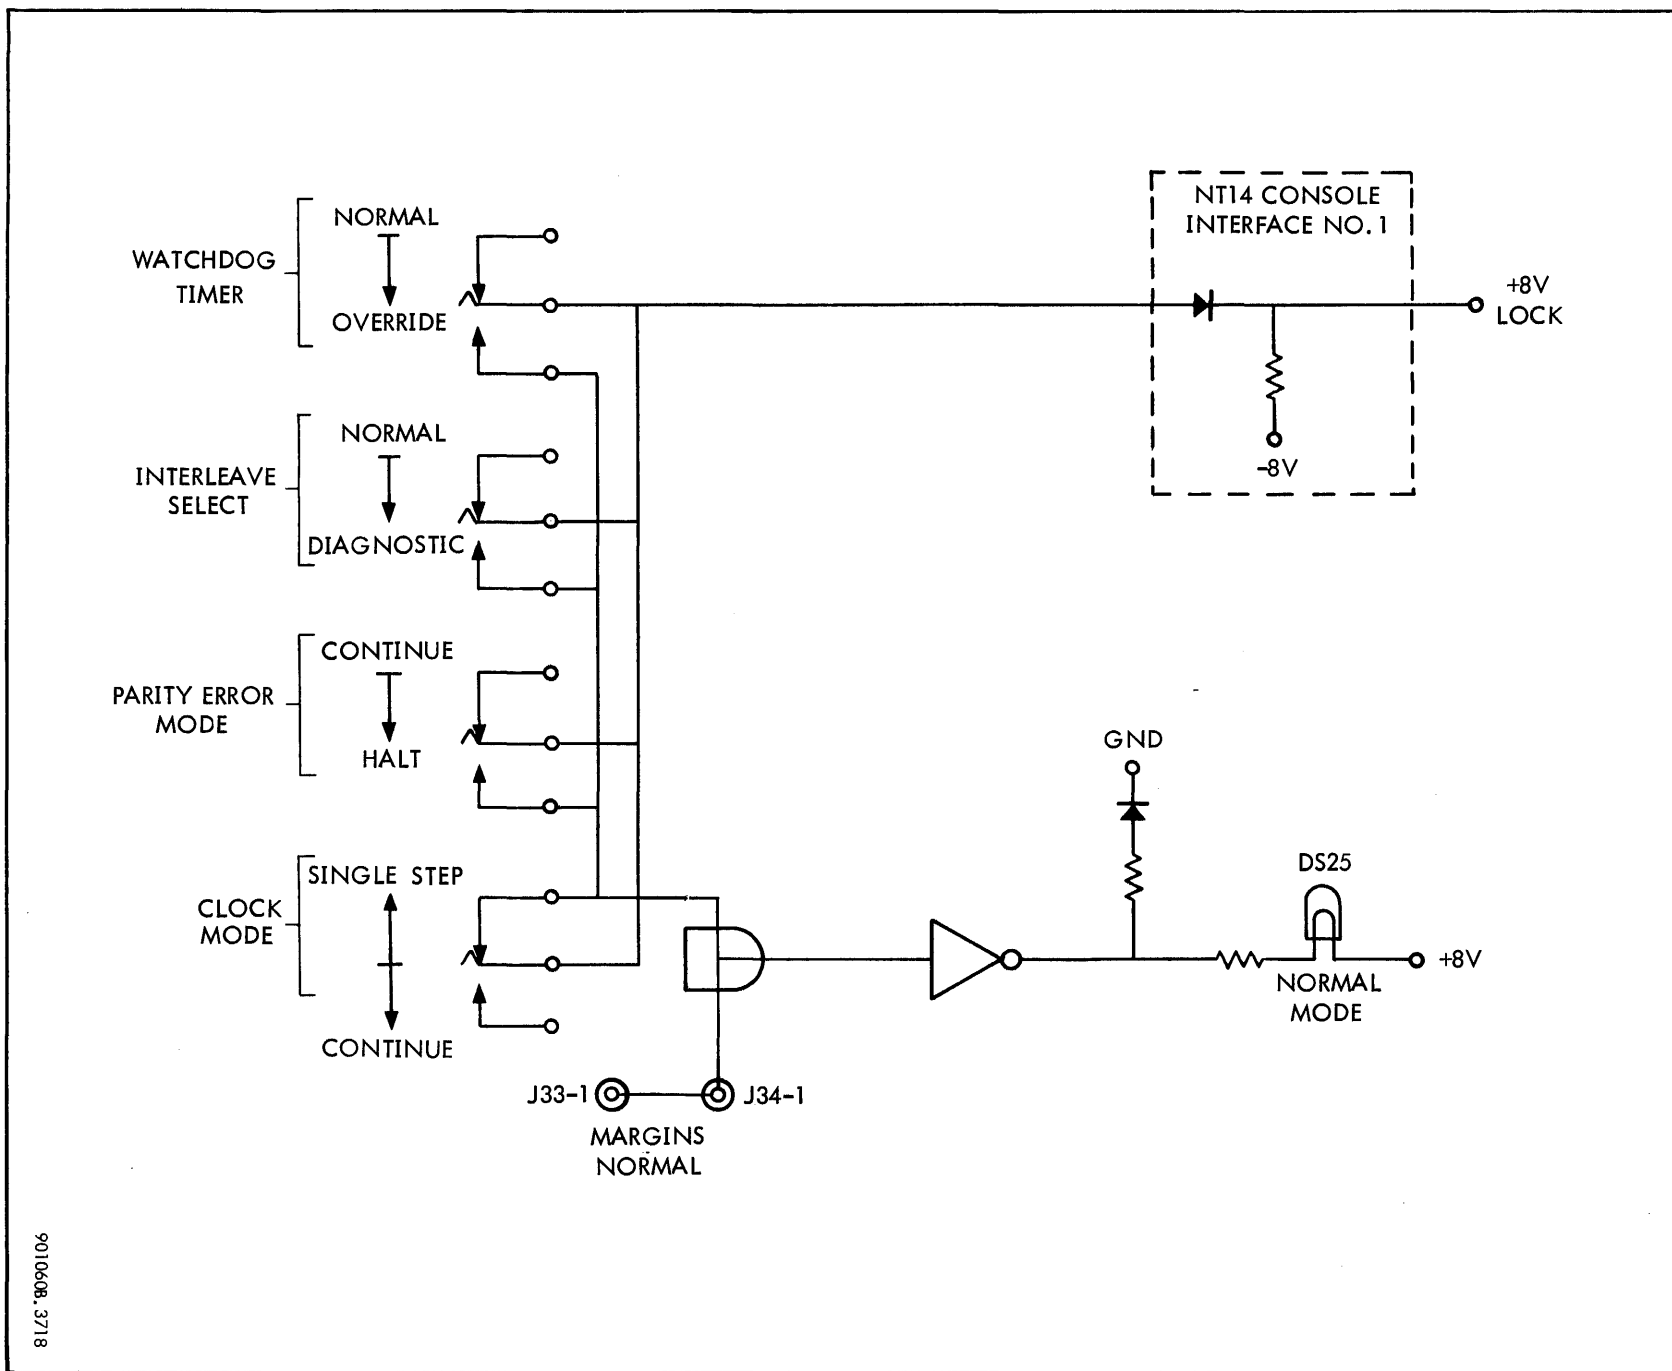 NT14 CONSOLE
INTERFACE NO. 1
+8V
LOCK
-8V
WATCHDOG
TIMER
NORMAL
OVERRIDE
INTERLEAVE
SELECT
NORMAL
DIAGNOSTIC
PARITY ERROR
MODE
CONTINUE
HALT
CLOCK
MODE
SINGLE STEP
CONTINUE
GND
DS25
+8V
NORMAL
MODE
J33-1
J34-1
MARGINS
NORMAL
901060B. 3718